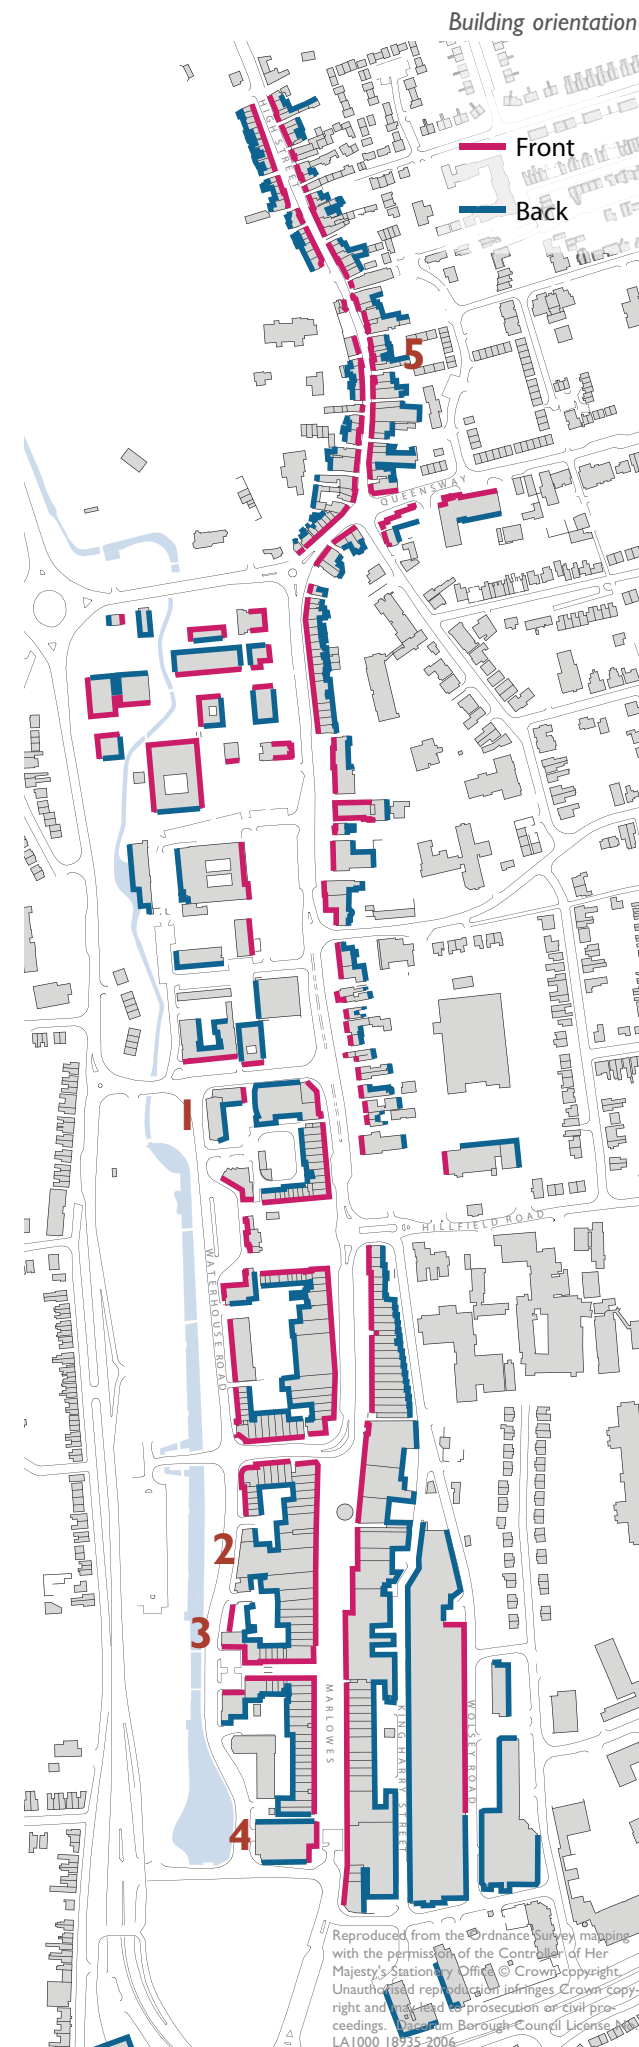 Building orientation
HIGH STREET
Front
Back
5
QUEENSWAY
1
HILLFIELD ROAD
WATERHOUSE ROAD
2
3
MARLOWES
KING HARRY STREET
WOLSEY ROAD
4
Reproduced from the Ordnance Survey mapping
with the permission of the Controller of Her
Majesty's Stationery Office © Crown copyright.
Unauthorised reproduction infringes Crown copy-
right and may lead to prosecution or civil pro-
ceedings. Dacorum Borough Council License No
LA1000 18935 2006